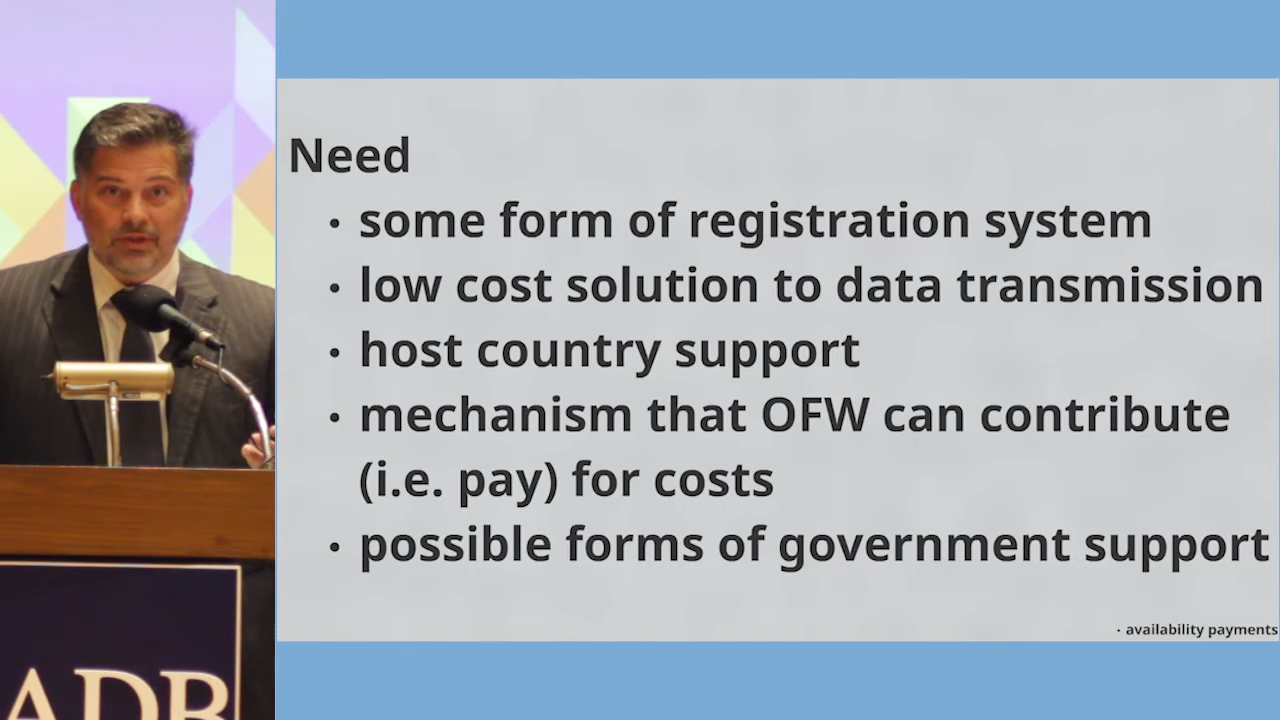 Need
· some form of registration system
· low cost solution to data transmission
· host country support
· mechanism that OFW can contribute
(i.e. pay) for costs
· possible forms of government support
· availability payments
ADB